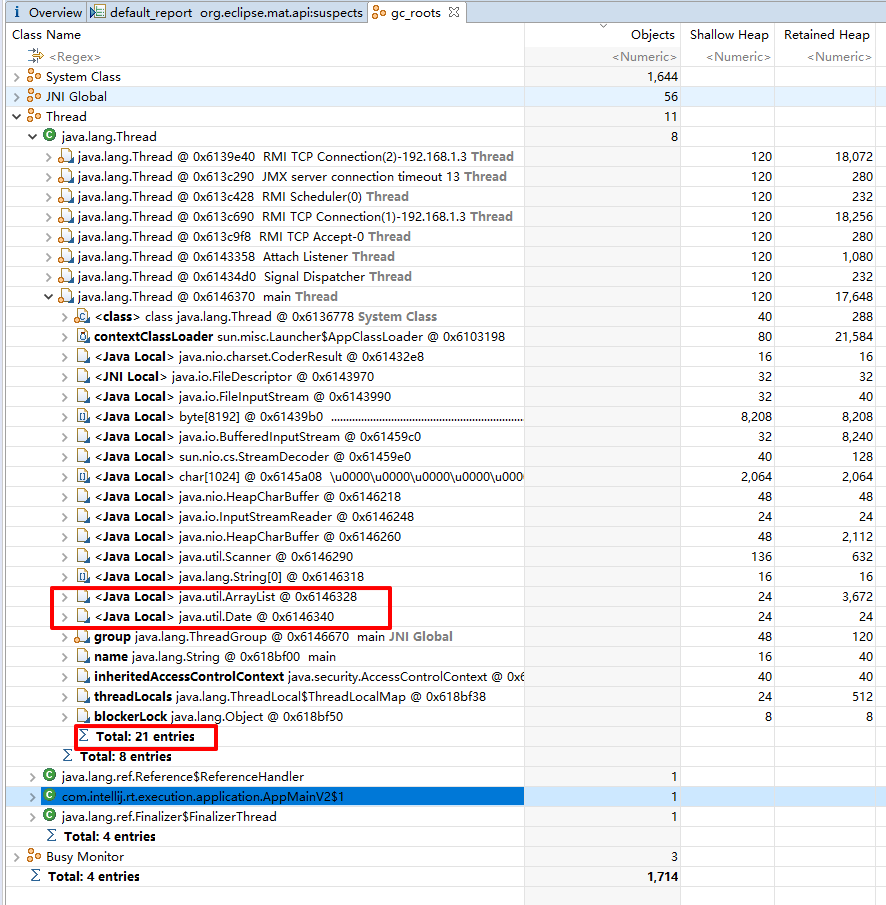 i Overview default_report org.eclipse.mat.api:suspects gc_roots
Class Name Objects Shallow Heap Retained Heap
<Regex> <Numeric> <Numeric> <Numeric>
System Class 1,644
JNI Global 56
Thread 11
java.lang.Thread 8
java.lang.Thread @ 0x6139e40 RMI TCP Connection(2)-192.168.1.3 Thread 120 18,072
java.lang.Thread @ 0x613c290 JMX server connection timeout 13 Thread 120 280
java.lang.Thread @ 0x613c428 RMI Scheduler(0) Thread 120 232
java.lang.Thread @ 0x613c690 RMI TCP Connection(1)-192.168.1.3 Thread 120 18,256
java.lang.Thread @ 0x613c9f8 RMI TCP Accept-0 Thread 120 280
java.lang.Thread @ 0x6143358 Attach Listener Thread 120 1,080
java.lang.Thread @ 0x61434d0 Signal Dispatcher Thread 120 232
java.lang.Thread @ 0x6146370 main Thread 120 17,648
<class> class java.lang.Thread @ 0x6136778 System Class 40 288
contextClassLoader sun.misc.Launcher$AppClassLoader @ 0x6103198 80 21,584
<Java Local> java.nio.charset.CoderResult @ 0x61432e8 16 16
<JNI Local> java.io.FileDescriptor @ 0x6143970 32 32
<Java Local> java.io.FileInputStream @ 0x6143990 32 40
<Java Local> byte[8192] @ 0x61439b0 ................................................................ 8,208 8,208
<Java Local> java.io.BufferedInputStream @ 0x61459c0 32 8,240
<Java Local> sun.nio.cs.StreamDecoder @ 0x61459e0 40 128
<Java Local> char[1024] @ 0x6145a08 \u0000\u0000\u0000\u0000\u000 2,064 2,064
<Java Local> java.nio.HeapCharBuffer @ 0x6146218 48 48
<Java Local> java.io.InputStreamReader @ 0x6146248 24 24
<Java Local> java.nio.HeapCharBuffer @ 0x6146260 48 2,112
<Java Local> java.util.Scanner @ 0x6146290 136 632
<Java Local> java.lang.String[0] @ 0x6146318 16 16
<Java Local> java.util.ArrayList @ 0x6146328 24 3,672
<Java Local> java.util.Date @ 0x6146340 24 24
group java.lang.ThreadGroup @ 0x6146670 main JNI Global 48 120
name java.lang.String @ 0x618bf00 main 16 40
inheritedAccessControlContext java.security.AccessControlContext @ 0x6 40 40
threadLocals java.lang.ThreadLocal$ThreadLocalMap @ 0x618bf38 24 512
blockerLock java.lang.Object @ 0x618bf50 8 8
Σ Total: 21 entries
Σ Total: 8 entries
java.lang.ref.Reference$ReferenceHandler 1
com.intellij.rt.execution.application.AppMainV2$1 1
java.lang.ref.Finalizer$FinalizerThread 1
Σ Total: 4 entries
Busy Monitor 3
Σ Total: 4 entries 1,714